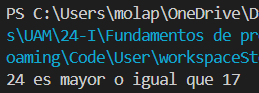 PS C:\Users\molap\OneDrive\D
s\UAM\24-I\Fundamentos de pr
oaming\Code\User\workspaceSt
24 es mayor o igual que 17